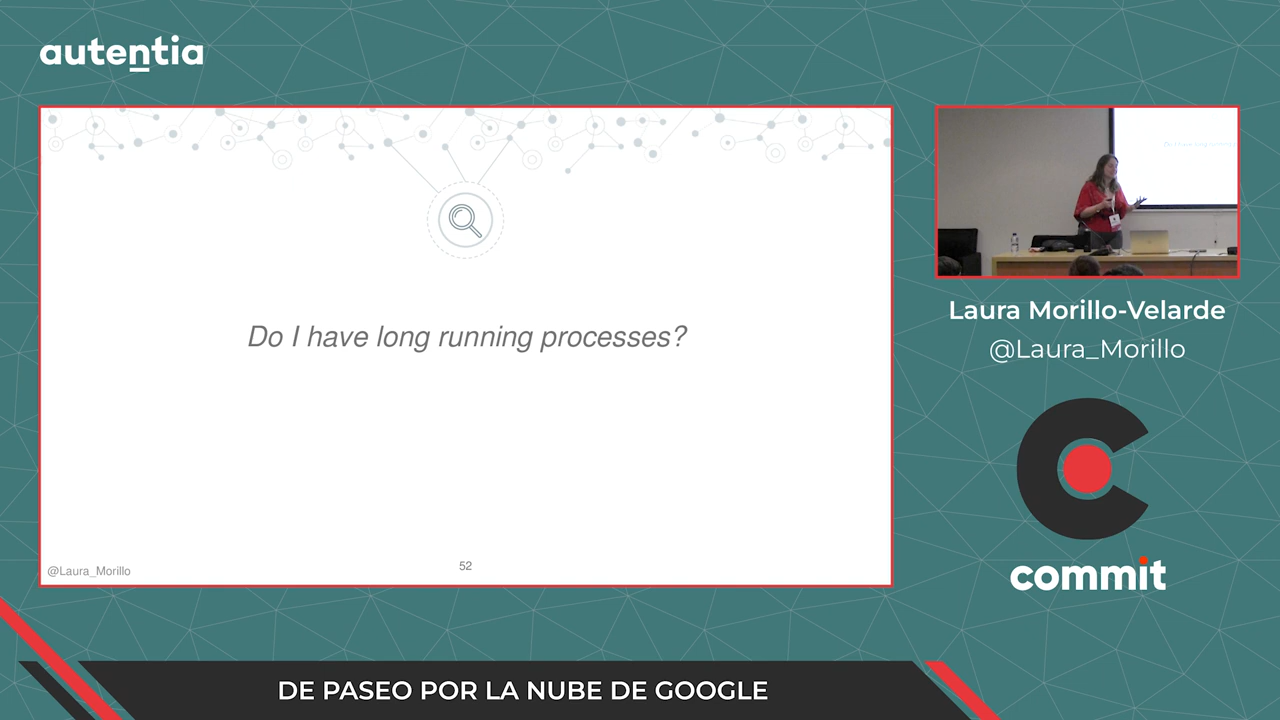 autentia
Do I have long running processes?
@Laura_Morillo
52
Laura Morillo-Velarde
@Laura_Morillo
commit
DE PASEO POR LA NUBE DE GOOGLE